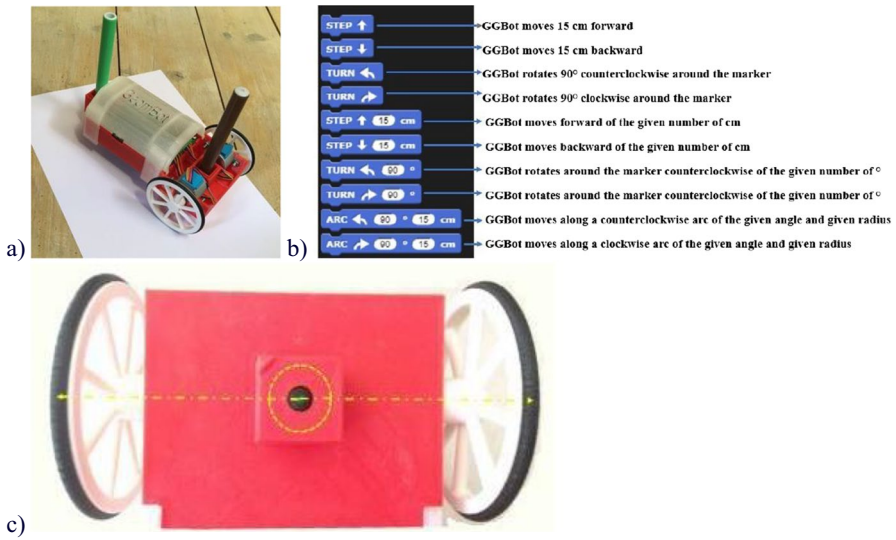 a)
b)
STEP ↑ GGBot moves 15 cm forward
STEP ↓ GGBot moves 15 cm backward
TURN ↶ GGBot rotates 90° counterclockwise around the marker
TURN ↷ GGBot rotates 90° clockwise around the marker
STEP ↑ 15 cm GGBot moves forward of the given number of cm
STEP ↓ 15 cm GGBot moves backward of the given number of cm
TURN ↶ 90 ° GGBot rotates around the marker counterclockwise of the given number of °
TURN ↷ 90 ° GGBot rotates around the marker counterclockwise of the given number of °
ARC ↶ 90 ° 15 cm GGBot moves along a counterclockwise arc of the given angle and given radius
ARC ↷ 90 ° 15 cm GGBot moves along a clockwise arc of the given angle and given radius
c)